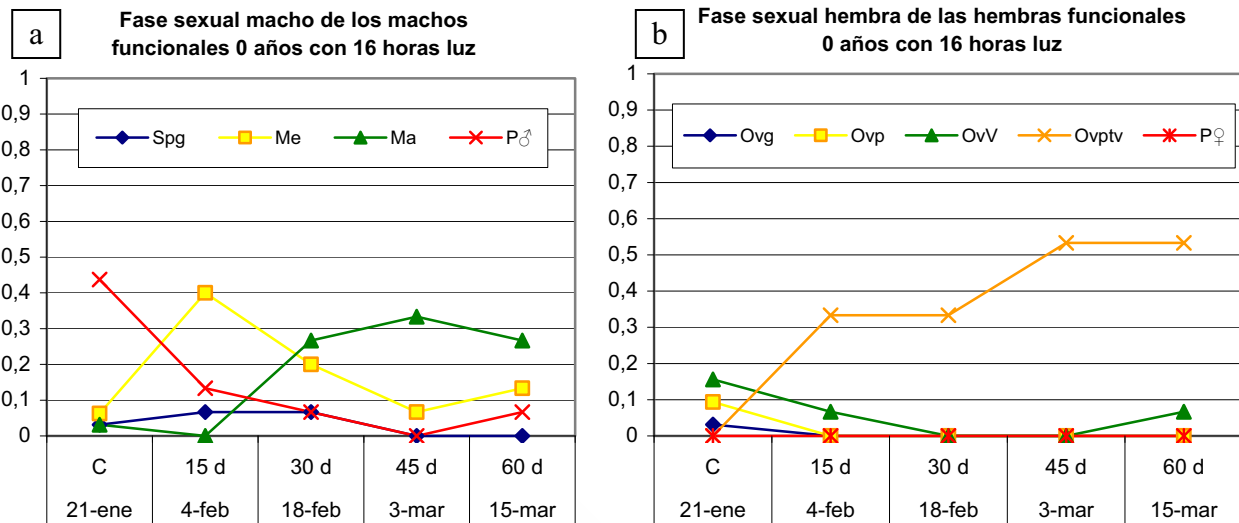 a
Fase sexual macho de los machos
funcionales 0 años con 16 horas luz
1
0,9
0,8
0,7
0,6
0,5
0,4
0,3
0,2
0,1
0
Spg Me Ma P♂
C 15 d 30 d 45 d 60 d
21-ene 4-feb 18-feb 3-mar 15-mar
b
Fase sexual hembra de las hembras funcionales
0 años con 16 horas luz
1
0,9
0,8
0,7
0,6
0,5
0,4
0,3
0,2
0,1
0
Ovg Ovp OvV Ovptv P♀
C 15 d 30 d 45 d 60 d
21-ene 4-feb 18-feb 3-mar 15-mar